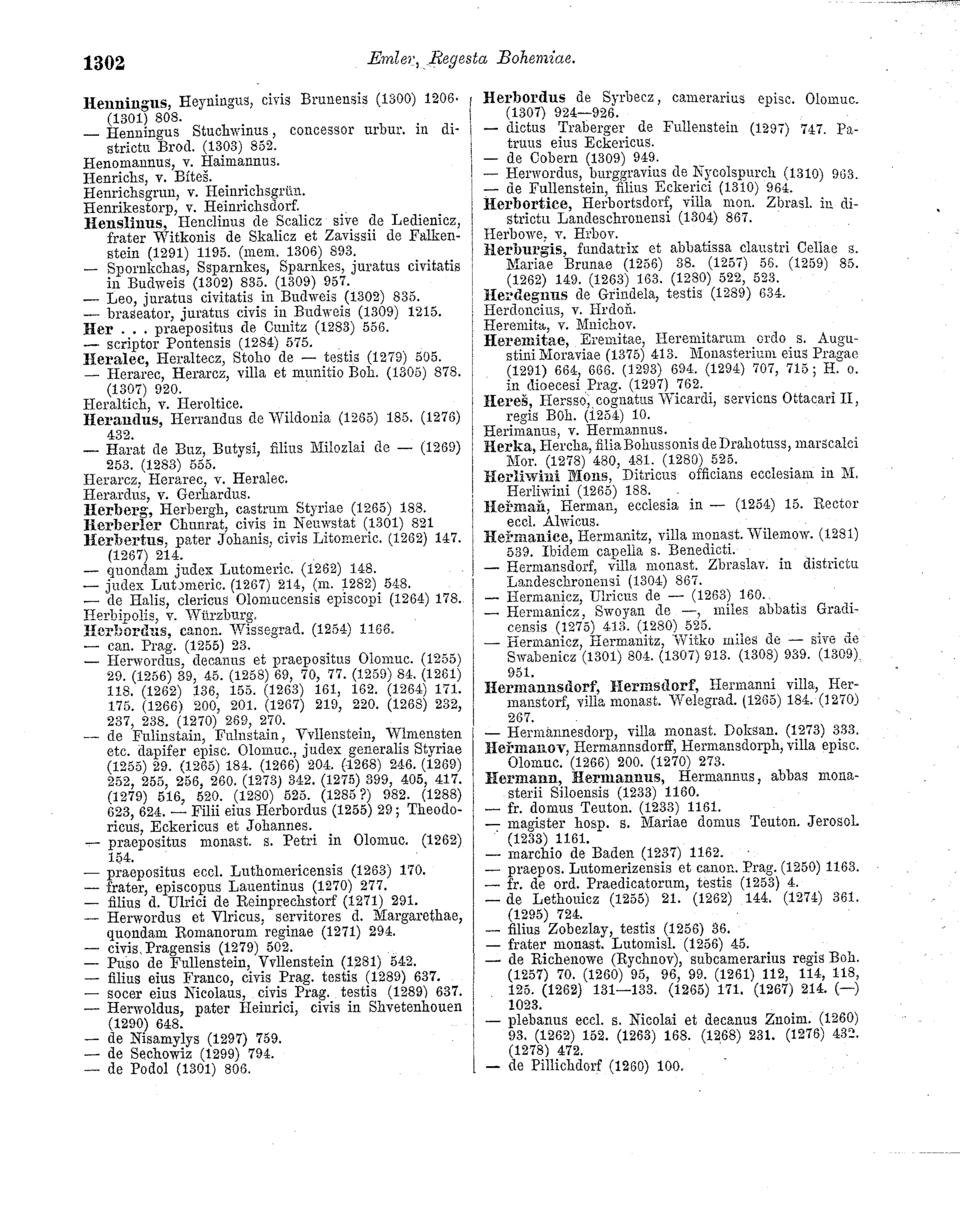 1302
Emler, Regesta Bohemiae.
Henningus, Heyningus, civis Brunensis (1300) 1206.
(1301) 808.
— Henningus Stuchwinus, concessor urbur. in di-
strictu Brod. (1303) 852.
Henomannus, v. Haimannus.
Henrichs, v. Bíteš.
Henrichsgrun, v. Heinrichsgrün.
Henrikestorp, v. Heinrichsdorf.
Henslinus, Henclinus de Scalicz sive de Ledienicz,
frater Witkonis de Skalicz et Zavissii de Falken-
stein (1291) 1195. (mem. 1306) 893.
— Spornkchas, Ssparnkes, Sparnkes, juratus civitatis
in Budweis (1302) 835. (1309) 957.
— Leo, juratus civitatis in Budweis (1302) 835.
— braseator, juratus civis in Budweis (1309) 1215.
Her . . . praepositus de Cunitz (1283) 556.
— scriptor Pontensis (1284) 575.
Heralec, Heraltecz, Stoho de — testis (1279) 505.
— Herarec, Herarcz, villa et munitio Boh. (1305) 878.
(1307) 920.
Heraltich, v. Heroltice.
Herandus, Herrandus de Wildonia (1265) 185. (1276)
432.
— Harat de Buz, Butysi, filius Milozlai de — (1269)
253. (1283) 555.
Herarcz, Herarec, v. Heralec.
Herardus, v. Gerhardus.
Herberg, Herbergh, castrum Styriae (1265) 188.
Herberler Chunrat, civis in Neuwstat (1301) 821
Herbertus, pater Johanis, civis Litomeric. (1262) 147.
(1267) 214.
— quondam judex Lutomeric. (1262) 148.
— judex Lutomeric. (1267) 214, (m. 1282) 548.
— de Halis, clericus Olomucensis episcopi (1264) 178.
Herbipolis, v. Würzburg.
Herbordus, canon. Wissegrad. (1254) 1166.
— can. Prag. (1255) 23.
— Herwordus, decanus et praepositus Olomuc. (1255)
29. (1256) 39, 45. (1258) 69, 70, 77. (1259) 84. (1261)
118. (1262) 136, 155. (1263) 161, 162. (1264) 171.
175. (1266) 200, 201. (1267) 219, 220. (1268) 232,
237, 238. (1270) 269, 270.
— de Fulinstain, Fulnstain, Vvllenstein, Wlmensten
etc. dapifer episc. Olomuc., judex generalis Styriae
(1255) 29. (1265) 184. (1266) 204. (1268) 246. (1269)
252, 255, 256, 260. (1273) 342. (1275) 399, 405, 417.
(1279) 516, 520. (1280) 525. (1285?) 982. (1288)
623, 624. — Filii eius Herbordus (1255) 29; Theodo-
ricus, Eckericus et Johannes.
— praepositus monast. s. Petri in Olomuc. (1262)
154.
— praepositus eccl. Luthomericensis (1263) 170.
— frater, episcopus Lauentinus (1270) 277.
— filius d. Ulrici de Reinprechstorf (1271) 291.
— Herwordus et Vlricus, servitores d. Margarethae,
quondam Romanorum reginae (1271) 294.
— civis Pragensis (1279) 502.
— Puso de Fullenstein, Vvllenstein (1281) 542.
— filius eius Franco, civis Prag. testis (1289) 637.
— socer eius Nicolaus, civis Prag. testis (1289) 637.
— Herwoldus, pater Heinrici, civis in Shvetenhouen
(1290) 648.
— de Nisamylys (1297) 759.
— de Sechowiz (1299) 794.
— de Podol (1301) 806.
Herbordus de Syrbecz, camerarius episc. Olomuc.
(1307) 924—926.
— dictus Traberger de Fullenstein (1297) 747. Pa-
truus eius Eckericus.
— de Cobern (1309) 949.
— Herwordus, burggravius de Nycolspurch (1310) 963.
— de Fullenstein, filius Eckerici (1310) 964.
Herbortice, Herbortsdorf, villa mon. Zbrasl. in di-
strictu Landeschronensi (1304) 867.
Herbowe, v. Hrbov.
Herburgis, fundatrix et abbatissa claustri Cellae s.
Mariae Brunae (1256) 38. (1257) 56. (1259) 85.
(1262) 149. (1263) 163. (1280) 522, 523.
Herdegnus de Grindela, testis (1289) 634.
Herdoncius, v. Hrdoň.
Heremita, v. Mnichov.
Heremitae, Eremitae, Heremitarum ordo s. Augu-
stini Moraviae (1375) 413. Monasterium eius Pragae
(1291) 664, 666. (1293) 694. (1294) 707, 715; H. o.
in dioecesi Prag. (1297) 762.
Hereš, Hersso, cognatus Wicardi, serviens Ottacari II,
regis Boh. (1254) 10.
Herimanus, v. Hermannus.
Herka, Hercha, filia Bohussonis de Drahotuss, marscalci
Mor. (1278) 480, 481. (1280) 525.
Herliwini Mons, Ditricus officians ecclesiam in M.
Herliwini (1265) 188.
Heřmaň, Herman, ecclesia in — (1254) 15. Rector
eccl. Alwicus.
Heřmanice, Hermanitz, villa monast. Wilemow. (1281)
539. Ibidem capella s. Benedicti.
— Hermansdorf, villa monast. Zbraslav. in districtu
Landeschronensi (1304) 867.
— Hermanicz, Ulricus de — (1263) 160.
— Hermanicz, Swoyan de —, miles abbatis Gradi-
censis (1275) 413. (1280) 525.
— Hermanicz, Hermanitz, Witko miles de — sive de
Swabenicz (1301) 804. (1307) 913. (1308) 939. (1309)
951.
Hermannsdorf, Hermsdorf, Hermanni villa, Her-
manstorf, villa monast. Welegrad. (1265) 184. (1270)
267.
— Hermannesdorp, villa monast. Doksan. (1273) 333.
Heřmanov, Hermannsdorff, Hermansdorph, villa episc.
Olomuc. (1266) 200. (1270) 273.
Hermann, Hermannus, Hermannus, abbas mona-
sterii Siloensis (1233) 1160.
— fr. domus Teuton. (1233) 1161.
— magister hosp. s. Mariae domus Teuton. Jerosol.
(1233) 1161.
— marchio de Baden (1237) 1162.
— praepos. Lutomerizensis et canon. Prag. (1250) 1163.
— fr. de ord. Praedicatorum, testis (1253) 4.
— de Lethouicz (1255) 21. (1262) 144. (1274) 361.
(1295) 724.
— filius Zobezlay, testis (1256) 36.
— frater monast. Lutomisl. (1256) 45.
— de Richenowe (Rychnov), subcamerarius regis Boh.
(1257) 70. (1260) 95, 96, 99. (1261) 112, 114, 118,
125. (1262) 131—133. (1265) 171. (1267) 214. (—)
1023.
— plebanus eccl. s. Nicolai et decanus Znoim. (1260)
93. (1262) 152. (1263) 168. (1268) 231. (1276) 432.
(1278) 472.
— de Pillichdorf (1260) 100.